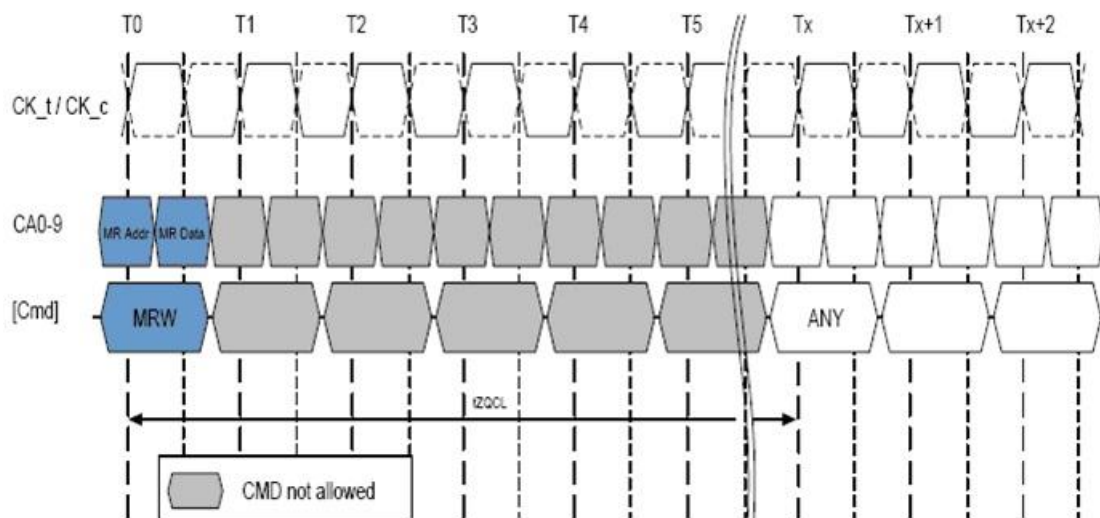 T0 T1 T2 T3 T4 T5 Tx Tx+1 Tx+2
CK_t / CK_c
CA0-9 MR Addr MR Data
[Cmd] MRW ANY
tZQCL
CMD not allowed